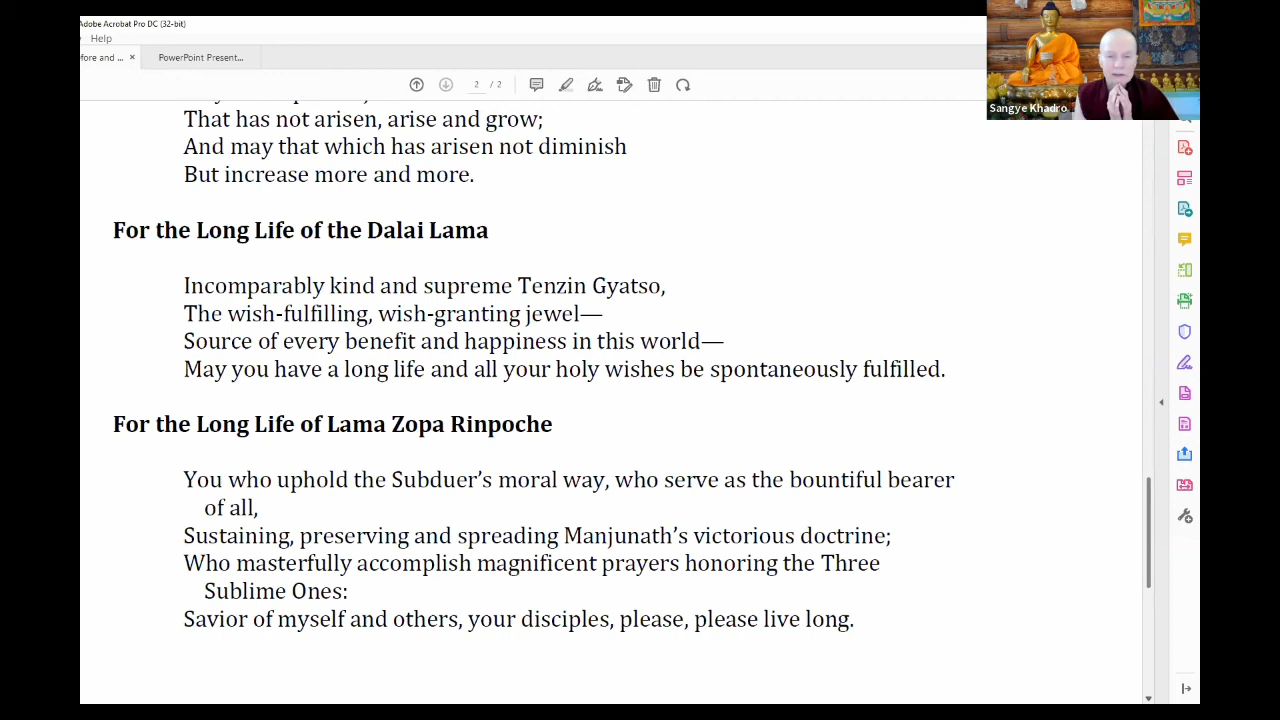 Adobe Acrobat Pro DC (32-bit)
Help
fore and ... × PowerPoint Present...
2 / 2
Sangye Khadro
That has not arisen, arise and grow;
And may that which has arisen not diminish
But increase more and more.
For the Long Life of the Dalai Lama
Incomparably kind and supreme Tenzin Gyatso,
The wish-fulfilling, wish-granting jewel—
Source of every benefit and happiness in this world—
May you have a long life and all your holy wishes be spontaneously fulfilled.
For the Long Life of Lama Zopa Rinpoche
You who uphold the Subduer’s moral way, who serve as the bountiful bearer
of all,
Sustaining, preserving and spreading Manjunath’s victorious doctrine;
Who masterfully accomplish magnificent prayers honoring the Three
Sublime Ones:
Savior of myself and others, your disciples, please, please live long.